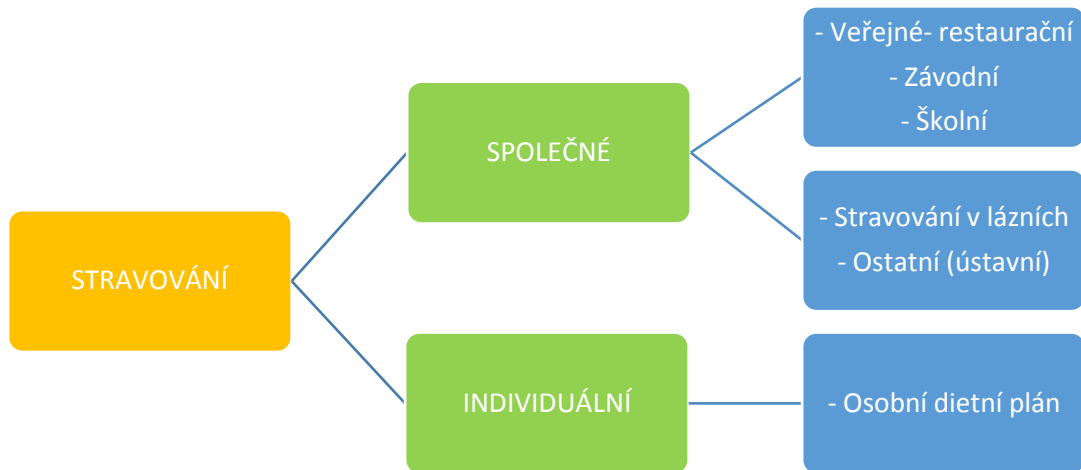 STRAVOVÁNÍ
SPOLEČNÉ
- Veřejné- restaurační
- Závodní
- Školní
- Stravování v lázních
- Ostatní (ústavní)
INDIVIDUÁLNÍ
- Osobní dietní plán